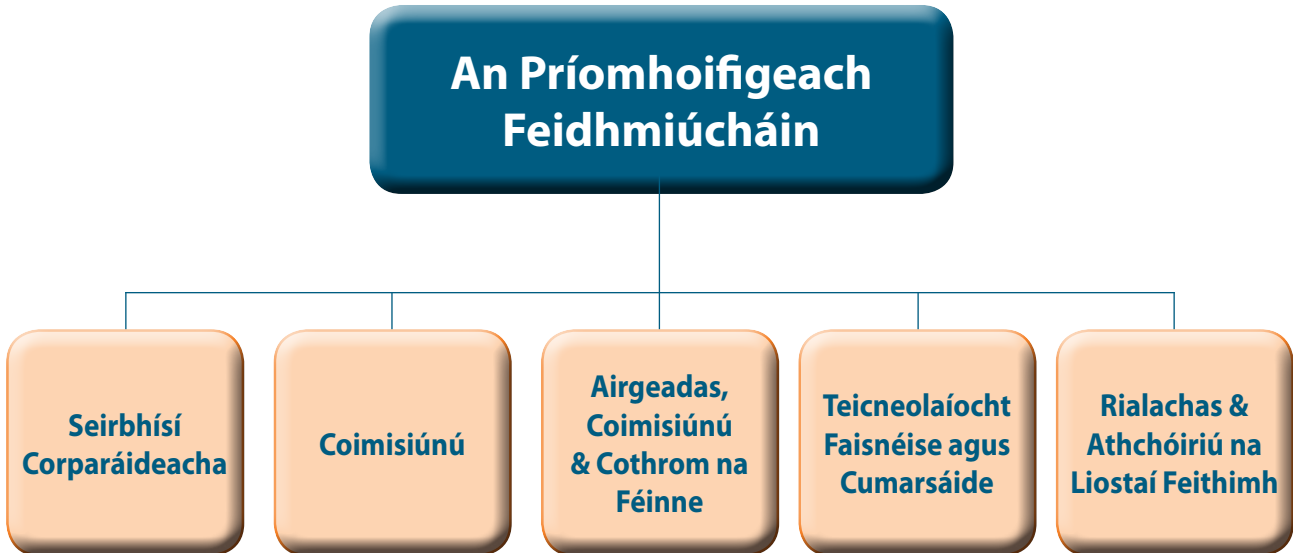 An Príomhoifigeach
Feidhmiúcháin
Seirbhísí
Corparáideacha
Coimisiúnú
Airgeadas,
Coimisiúnú
& Cothrom na
Féinne
Teicneolaíocht
Faisnéise agus
Cumarsáide
Rialachas &
Athchóiriú na
Liostaí Feithimh